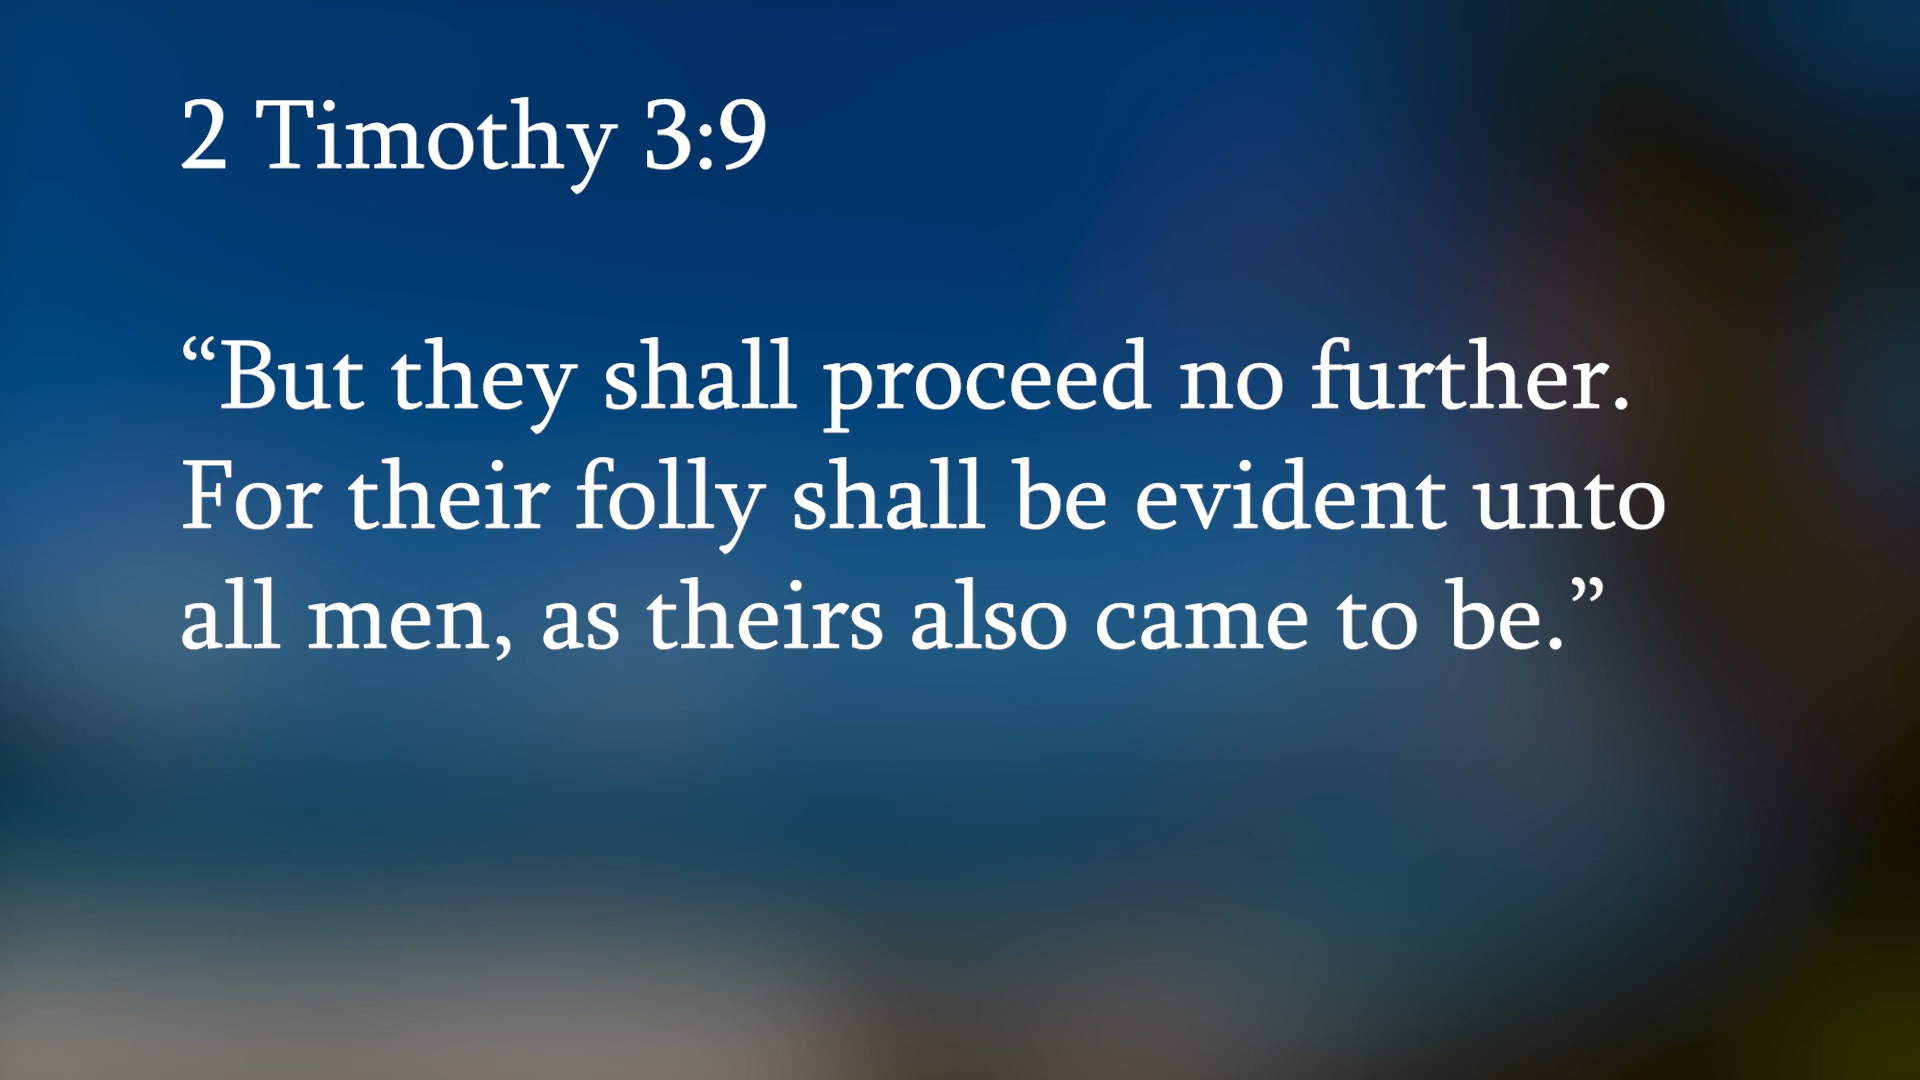 2 Timothy 3:9
“But they shall proceed no further.
For their folly shall be evident unto
all men, as theirs also came to be.”